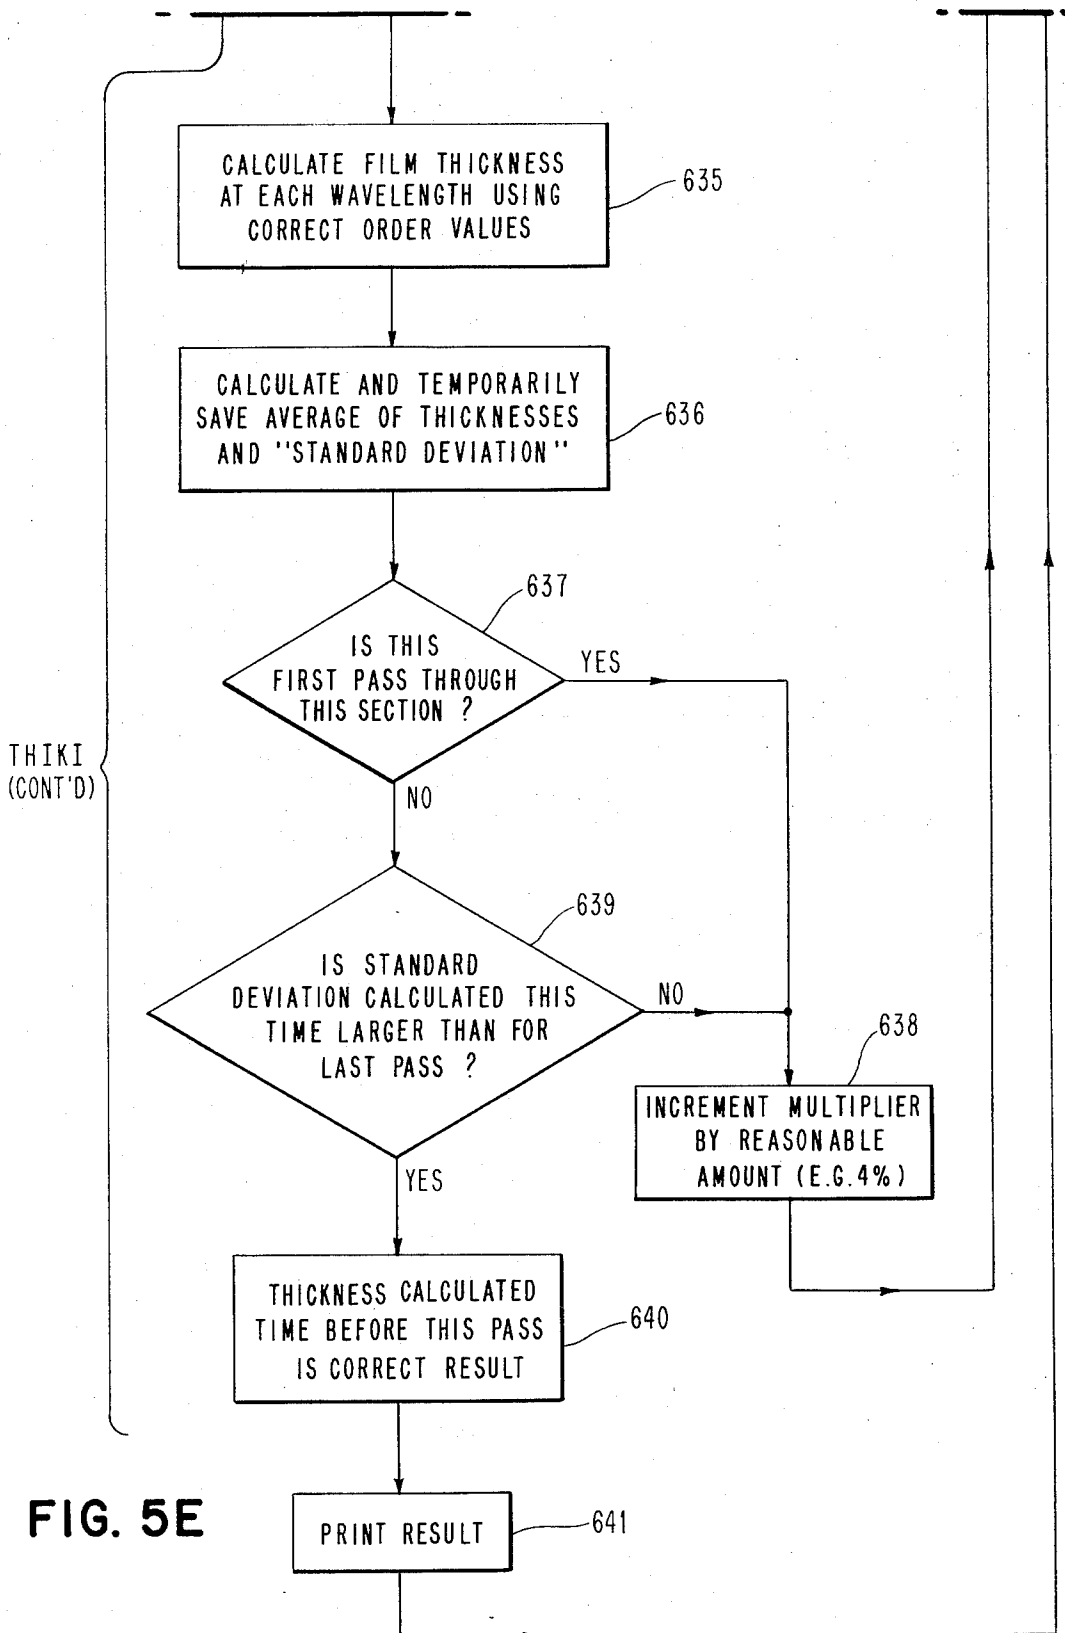 CALCULATE FILM THICKNESS
AT EACH WAVELENGTH USING
CORRECT ORDER VALUES
635
CALCULATE AND TEMPORARILY
SAVE AVERAGE OF THICKNESSES
AND "STANDARD DEVIATION"
636
637
IS THIS
FIRST PASS THROUGH
THIS SECTION ?
YES
NO
THIKI
(CONT'D)
639
IS STANDARD
DEVIATION CALCULATED THIS
TIME LARGER THAN FOR
LAST PASS ?
NO
YES
638
INCREMENT MULTIPLIER
BY REASONABLE
AMOUNT (E.G.4%)
THICKNESS CALCULATED
TIME BEFORE THIS PASS
IS CORRECT RESULT
640
PRINT RESULT
641
FIG. 5E